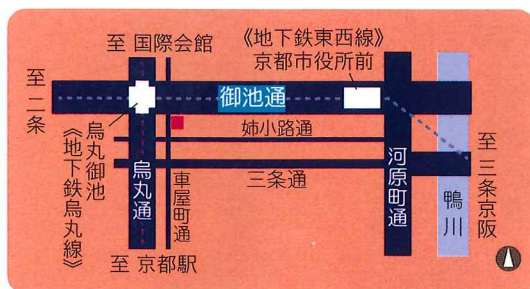 至 国際会館
《地下鉄東西線》
京都市役所前
至二条
御池通
烏丸御池
《地下鉄烏丸線》
烏丸通
車屋町通
姉小路通
三条通
河原町通
鴨川
至三条京阪
至 京都駅